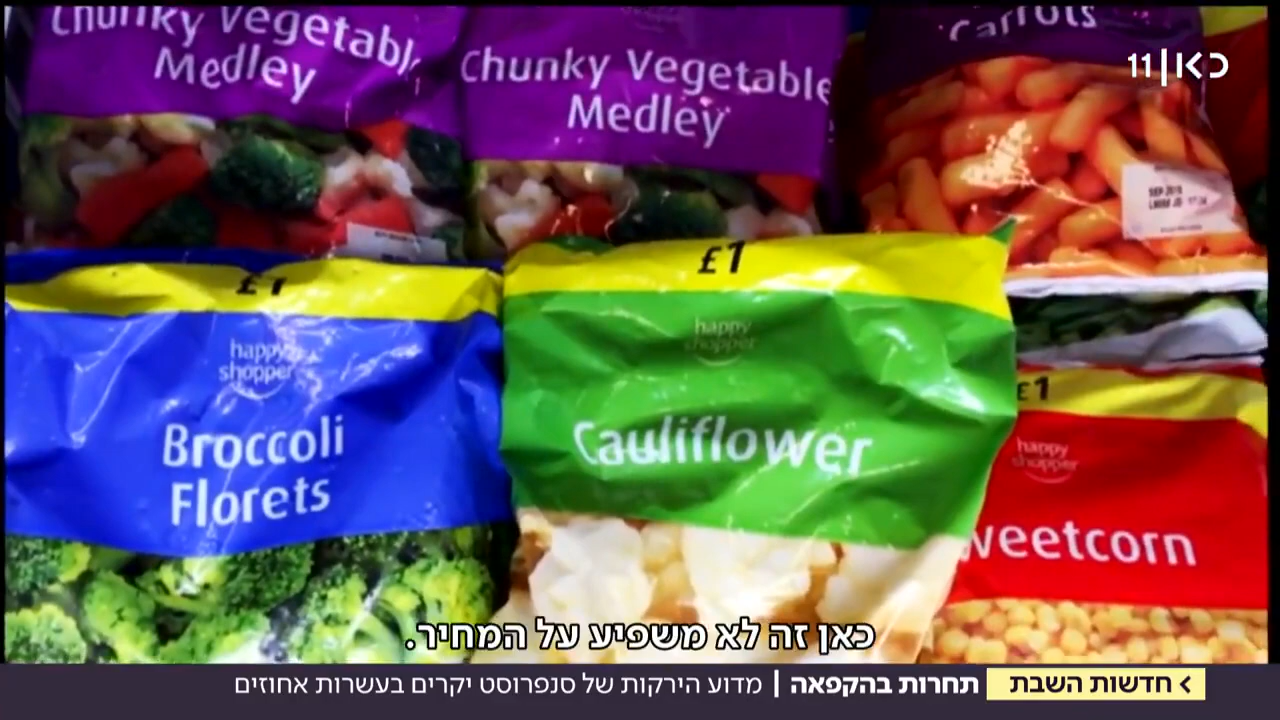 Chunky Vegetable
Medley
Chunky Vegetable
Medley
Carrots
כאן 11
£1
happy
shopper
Broccoli
Florets
£1
happy
shopper
Cauliflower
£1
happy
shopper
weetcorn
כאן זה לא משפיע על המחיר.
חדשות השבת
תחרות בהקפאה | מדוע הירקות של סנפרוסט יקרים בעשרות אחוזים